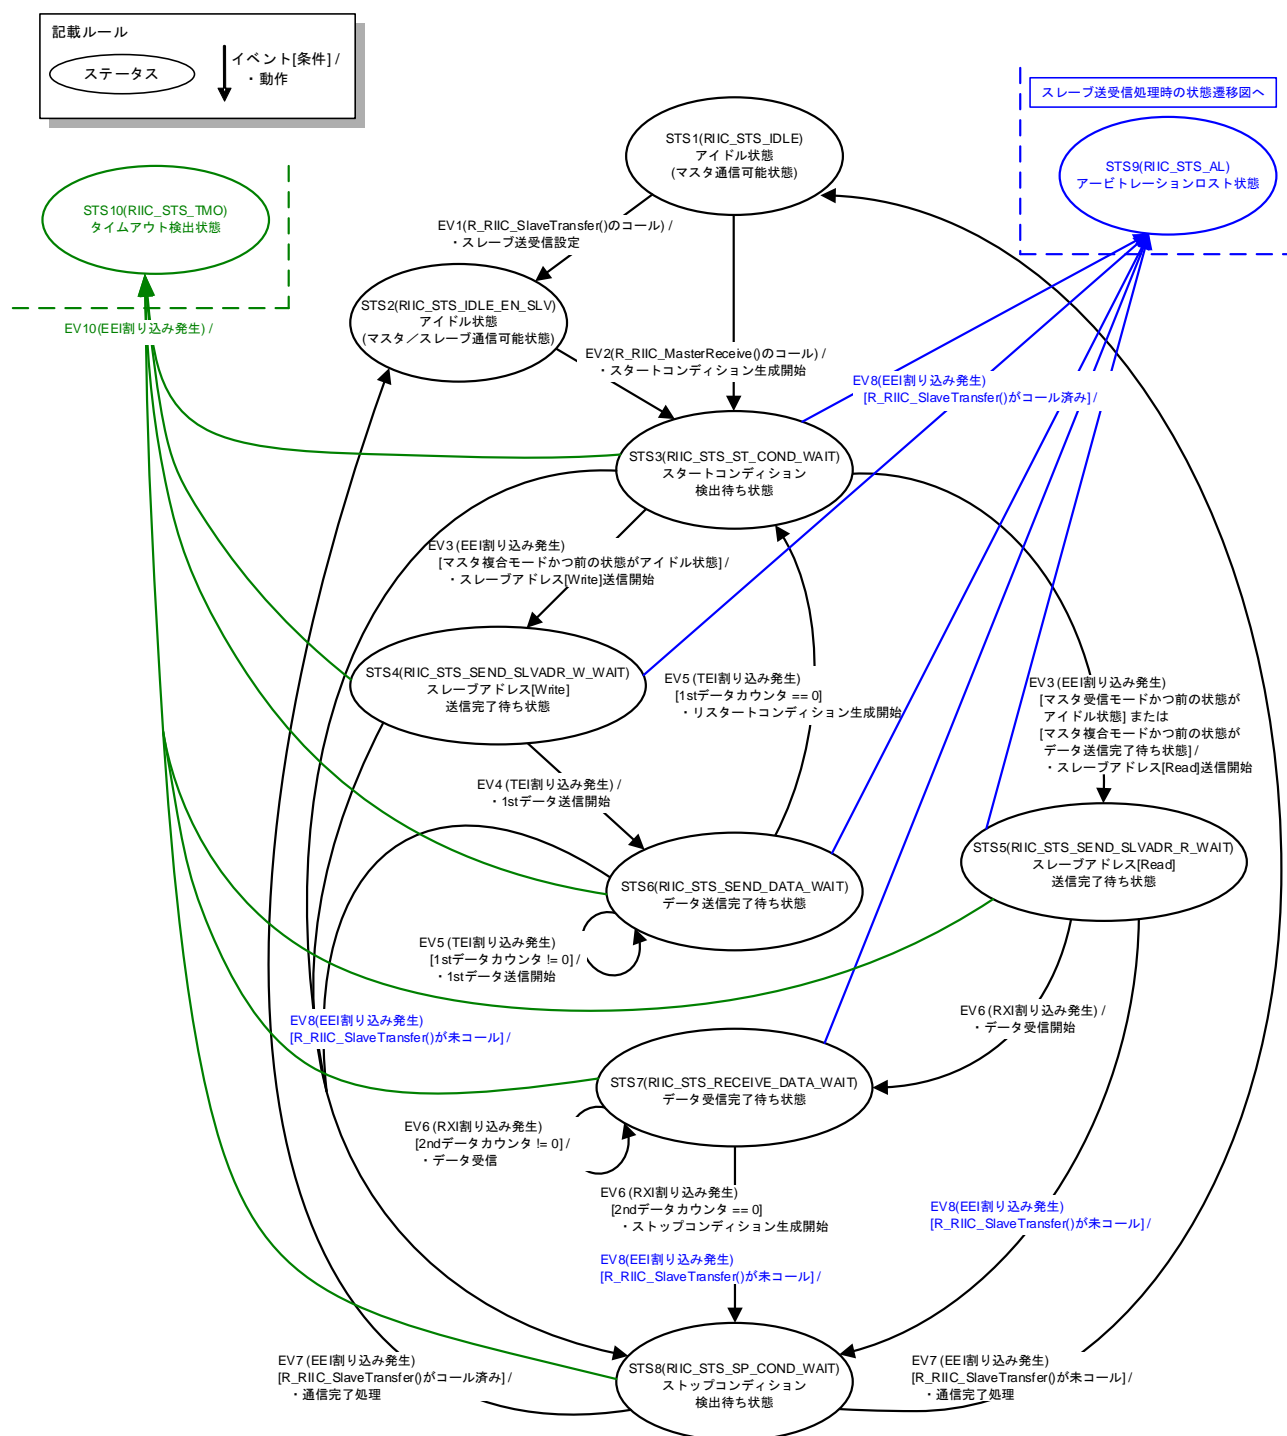 記載ルール
ステータス
イベント[条件] /
・動作
スレーブ送受信処理時の状態遷移図へ
STS9(RIIC_STS_AL)
アービトレーションロスト状態
STS1(RIIC_STS_IDLE)
アイドル状態
(マスタ通信可能状態)
STS10(RIIC_STS_TMO)
タイムアウト検出状態
EV1(R_RIIC_SlaveTransfer()のコール) /
・スレーブ送受信設定
STS2(RIIC_STS_IDLE_EN_SLV)
アイドル状態
(マスタ／スレーブ通信可能状態)
EV10(EEI割り込み発生) /
EV2(R_RIIC_MasterReceive()のコール) /
・スタートコンディション生成開始
EV8(EEI割り込み発生)
[R_RIIC_SlaveTransfer()がコール済み] /
STS3(RIIC_STS_ST_COND_WAIT)
スタートコンディション
検出待ち状態
EV3 (EEI割り込み発生)
[マスタ複合モードかつ前の状態がアイドル状態] /
・スレーブアドレス[Write]送信開始
STS4(RIIC_STS_SEND_SLVADR_W_WAIT)
スレーブアドレス[Write]
送信完了待ち状態
EV5 (TEI割り込み発生)
[1stデータカウンタ == 0]
・リスタートコンディション生成開始
EV3 (EEI割り込み発生)
[マスタ受信モードかつ前の状態が
アイドル状態] または
[マスタ複合モードかつ前の状態が
データ送信完了待ち状態] /
・スレーブアドレス[Read]送信開始
EV4 (TEI割り込み発生) /
・1stデータ送信開始
STS5(RIIC_STS_SEND_SLVADR_R_WAIT)
スレーブアドレス[Read]
送信完了待ち状態
STS6(RIIC_STS_SEND_DATA_WAIT)
データ送信完了待ち状態
EV5 (TEI割り込み発生)
[1stデータカウンタ != 0] /
・1stデータ送信開始
EV8(EEI割り込み発生)
[R_RIIC_SlaveTransfer()が未コール] /
EV6 (RXI割り込み発生) /
・データ受信開始
STS7(RIIC_STS_RECEIVE_DATA_WAIT)
データ受信完了待ち状態
EV6 (RXI割り込み発生)
[2ndデータカウンタ != 0] /
・データ受信
EV6 (RXI割り込み発生)
[2ndデータカウンタ == 0]
・ストップコンディション生成開始
EV8(EEI割り込み発生)
[R_RIIC_SlaveTransfer()が未コール] /
EV8(EEI割り込み発生)
[R_RIIC_SlaveTransfer()が未コール] /
EV7 (EEI割り込み発生)
[R_RIIC_SlaveTransfer()がコール済み] /
・通信完了処理
STS8(RIIC_STS_SP_COND_WAIT)
ストップコンディション
検出待ち状態
EV7 (EEI割り込み発生)
[R_RIIC_SlaveTransfer()が未コール] /
・通信完了処理